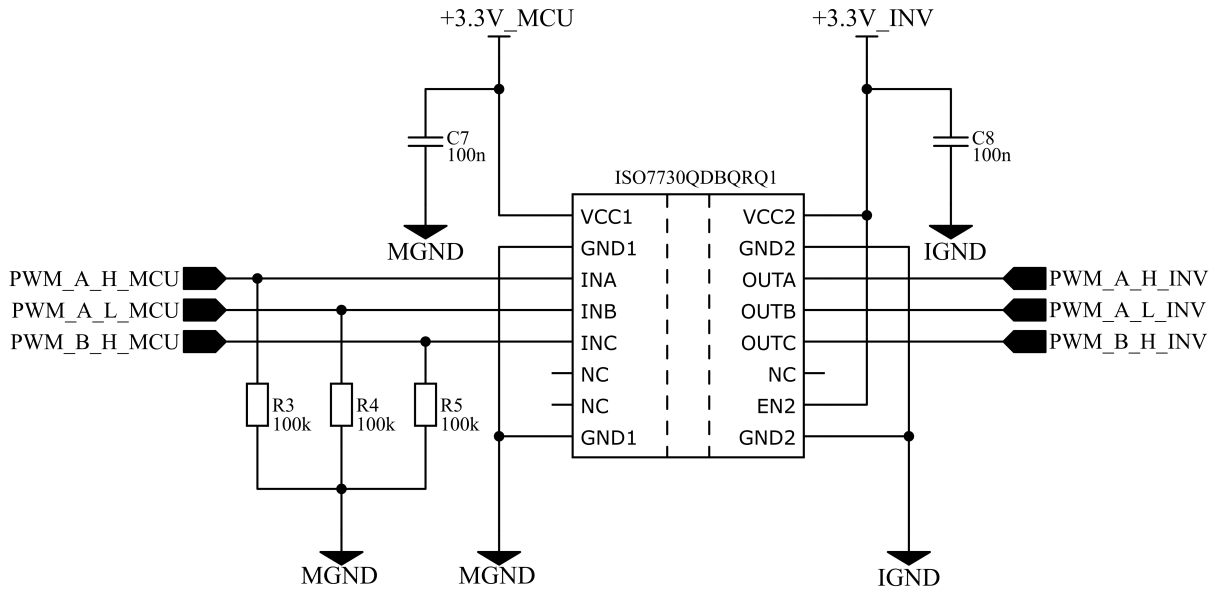 +3.3V_MCU
+3.3V_INV
C7
100n
C8
100n
ISO7730QDBQRQ1
MGND
IGND
VCC1
VCC2
GND1
GND2
PWM_A_H_MCU
INA
OUTA
PWM_A_H_INV
PWM_A_L_MCU
INB
OUTB
PWM_A_L_INV
PWM_B_H_MCU
INC
OUTC
PWM_B_H_INV
NC
NC
R3
100k
R4
100k
R5
100k
NC
EN2
GND1
GND2
MGND
MGND
IGND